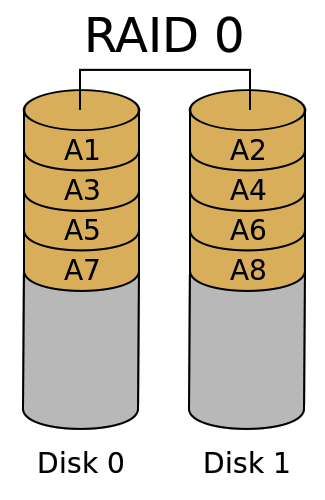 RAID 0
A1 A2
A3 A4
A5 A6
A7 A8
Disk 0 Disk 1